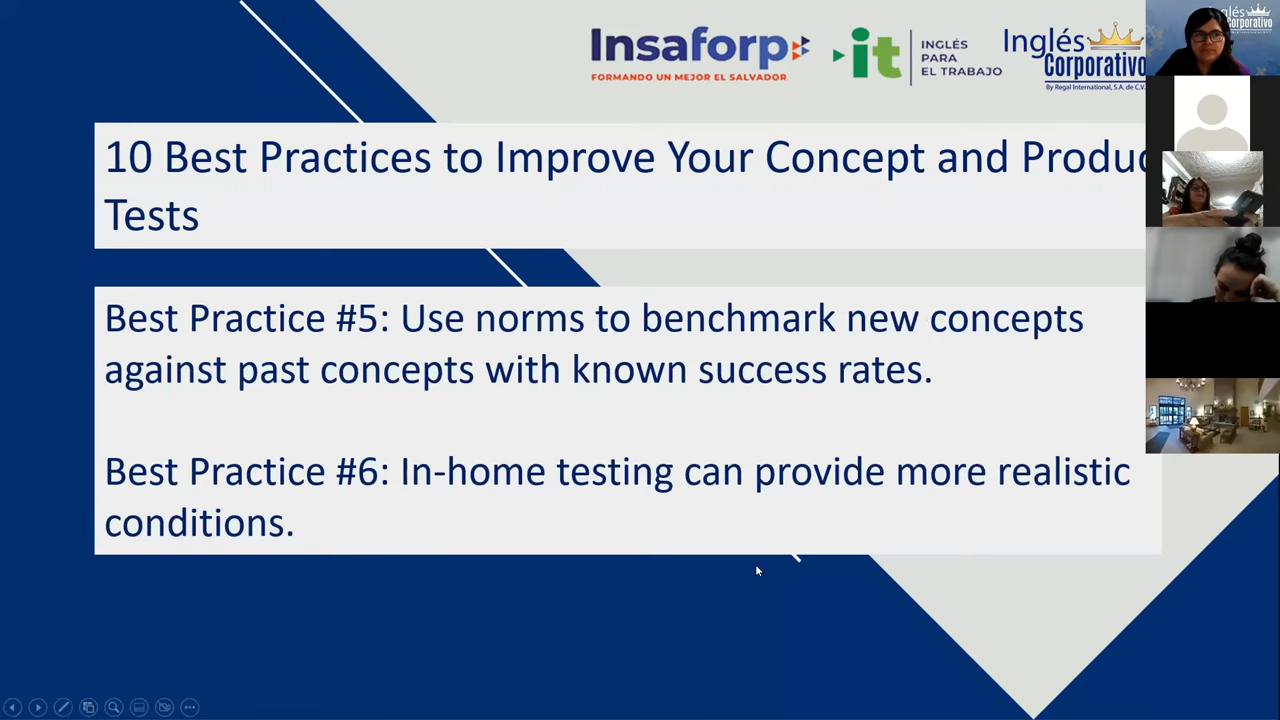 Insaforp
FORMANDO UN MEJOR EL SALVADOR
it
INGLÉS
PARA
EL TRABAJO
Inglés
Corporativo
By Regal International, S.A. de C.V.
10 Best Practices to Improve Your Concept and Produc
Tests
Best Practice #5: Use norms to benchmark new concepts
against past concepts with known success rates.
Best Practice #6: In-home testing can provide more realistic
conditions.